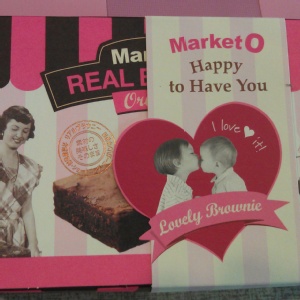 Mar
REAL B
Or
Market O
Happy
to Have You
I love it!
Lovely Brownie